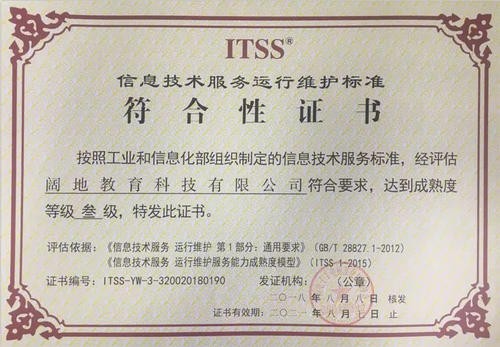 ITSS®
信息技术服务运行维护标准
符合性证书
按照工业和信息化部组织制定的信息技术服务标准，经评估
阔地教育科技有限公司符合要求，达到成熟度
等级 叁 级，特发此证书。
评估依据：《信息技术服务 运行维护 第1部分：通用要求》（GB/T 28827.1-2012）
《信息技术服务 运行维护服务能力成熟度模型》（ITSS 1-2015）
证书编号：ITSS-YW-3-320020180190 发证机构：（公章）
二〇一八 年 八 月 八 日 核发
证书有效期：二〇二一 年 八 月 七 日 止